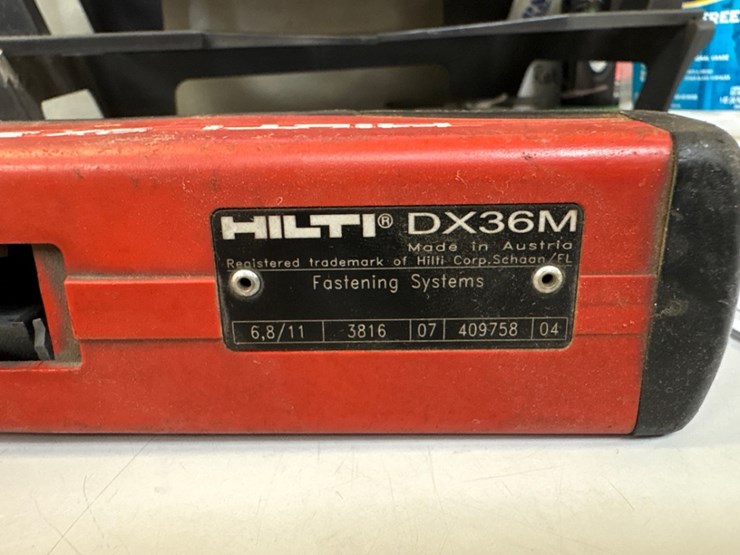 HILTI
HILTI® DX36M
Made in Austria
Registered trademark of Hilti Corp.Schaan/FL
Fastening Systems
6,8/11 3816 07 409758 04